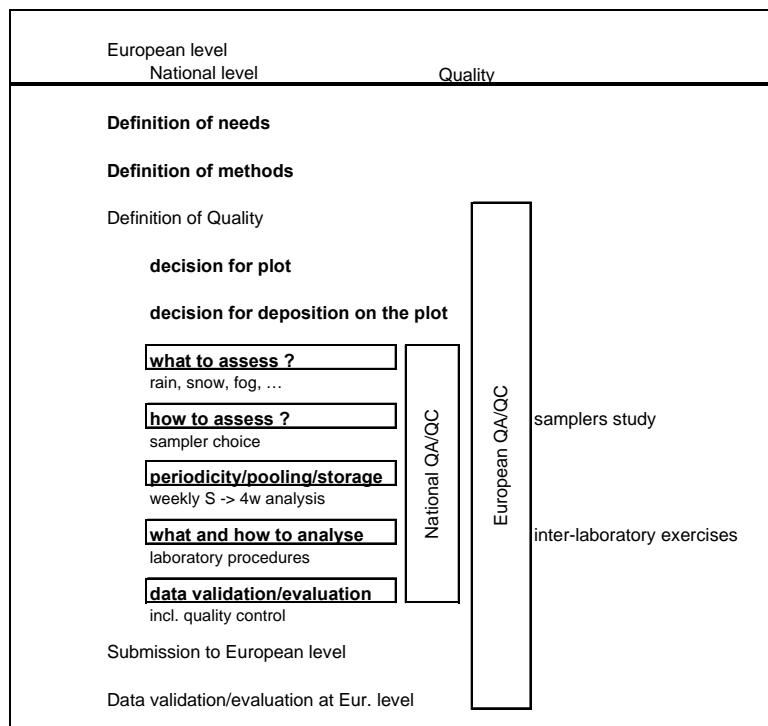 European level
National level Quality
Definition of needs
Definition of methods
Definition of Quality
decision for plot
decision for deposition on the plot
what to assess ?
rain, snow, fog, …
how to assess ?
sampler choice
periodicity/pooling/storage
weekly S -> 4w analysis
what and how to analyse
laboratory procedures
data validation/evaluation
incl. quality control
National QA/QC
European QA/QC
samplers study
inter-laboratory exercises
Submission to European level
Data validation/evaluation at Eur. level